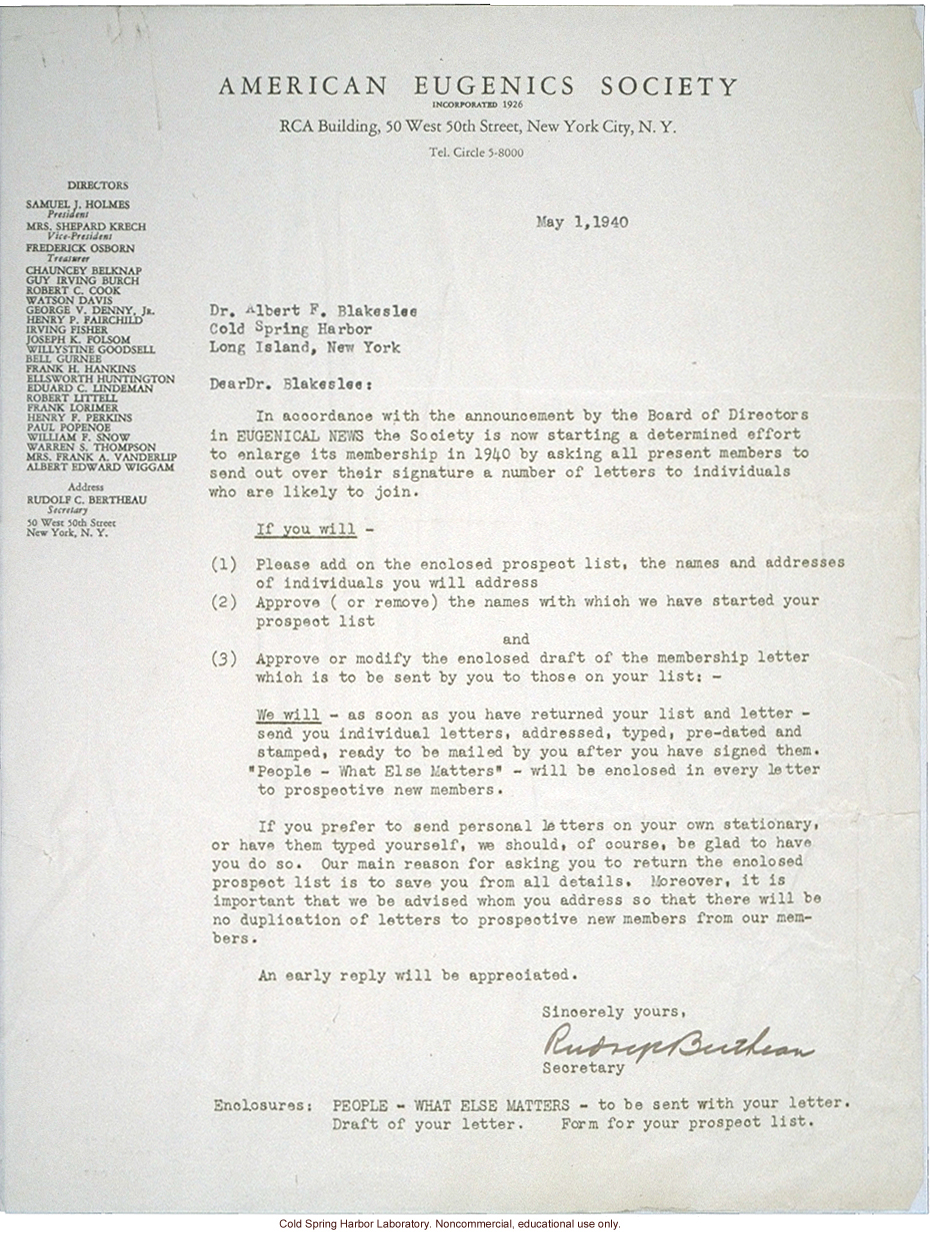 AMERICAN EUGENICS SOCIETY
INCORPORATED 1926
RCA Building, 50 West 50th Street, New York City, N. Y.
Tel. Circle 5-8000
DIRECTORS
SAMUEL J. HOLMES
President
MRS. SHEPARD KRECH
Vice-President
FREDERICK OSBORN
Treasurer
CHAUNCEY BELKNAP
GUY IRVING BURCH
ROBERT C. COOK
WATSON DAVIS
GEORGE V. DENNY, Jr.
HENRY P. FAIRCHILD
IRVING FISHER
JOSEPH K. FOLSOM
WILLYSTINE GOODSELL
BELL GURNEE
FRANK H. HANKINS
ELLSWORTH HUNTINGTON
EDUARD C. LINDEMAN
ROBERT LITTELL
FRANK LORIMER
HENRY F. PERKINS
PAUL POPENOE
WILLIAM F. SNOW
WARREN S. THOMPSON
MRS. FRANK A. VANDERLIP
ALBERT EDWARD WIGGAM
Address
RUDOLF C. BERTHEAU
Secretary
50 West 50th Street
New York, N. Y.
May 1,1940
Dr. Albert F. Blakeslee
Cold Spring Harbor
Long Island, New York
DearDr. Blakeslee:
In accordance with the announcement by the Board of Directors
in EUGENICAL NEWS the Society is now starting a determined effort
to enlarge its membership in 1940 by asking all present members to
send out over their signature a number of letters to individuals
who are likely to join.
If you will -
(1) Please add on the enclosed prospect list, the names and addresses
of individuals you will address
(2) Approve ( or remove) the names with which we have started your
prospect list
and
(3) Approve or modify the enclosed draft of the membership letter
which is to be sent by you to those on your list: -
We will - as soon as you have returned your list and letter -
send you individual letters, addressed, typed, pre-dated and
stamped, ready to be mailed by you after you have signed them.
"People - What Else Matters" - will be enclosed in every letter
to prospective new members.
If you prefer to send personal letters on your own stationary,
or have them typed yourself, we should, of course, be glad to have
you do so. Our main reason for asking you to return the enclosed
prospect list is to save you from all details. Moreover, it is
important that we be advised whom you address so that there will be
no duplication of letters to prospective new members from our mem-
bers.
An early reply will be appreciated.
Sincerely yours,
Rudolf Bertheau
Secretary
Enclosures: PEOPLE - WHAT ELSE MATTERS - to be sent with your letter.
Draft of your letter. Form for your prospect list.
Cold Spring Harbor Laboratory. Noncommercial, educational use only.